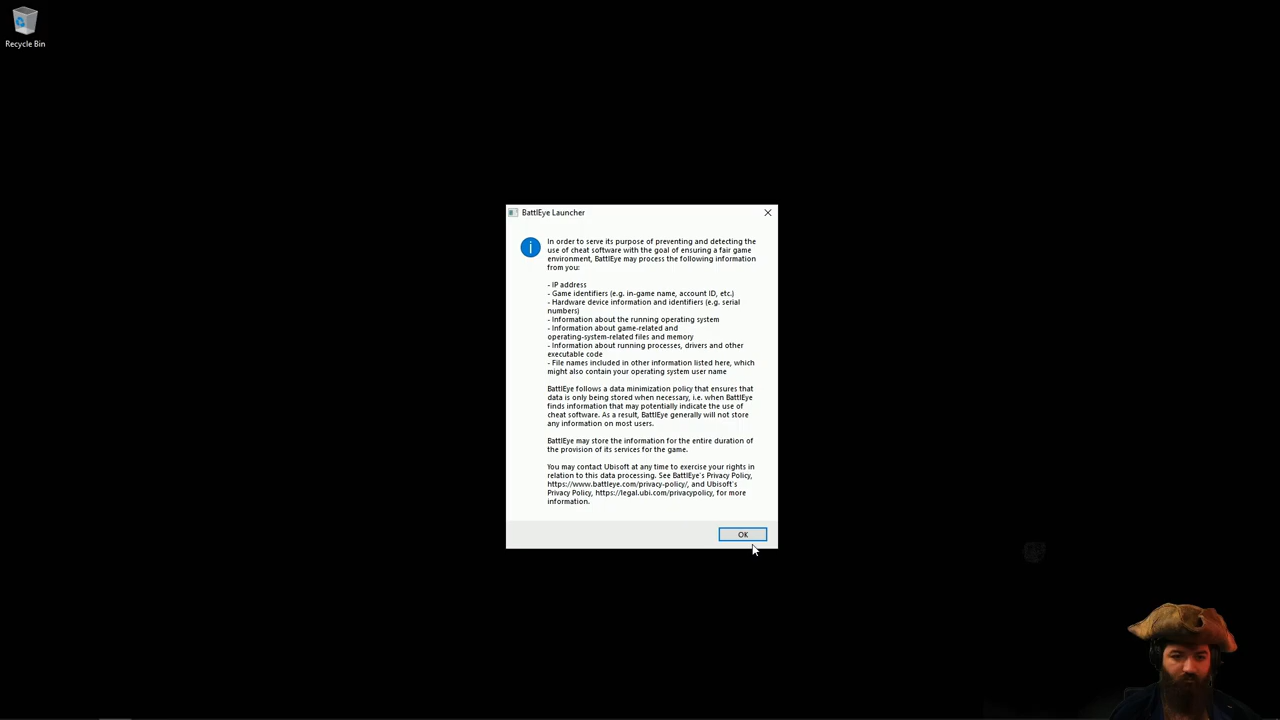 Recycle Bin
BattlEye Launcher
In order to serve its purpose of preventing and detecting the
use of cheat software with the goal of ensuring a fair game
environment, BattlEye may process the following information
from you:
- IP address
- Game identifiers (e.g. in-game name, account ID, etc.)
- Hardware device information and identifiers (e.g. serial
numbers)
- Information about the running operating system
- Information about game-related and
operating-system-related files and memory
- Information about running processes, drivers and other
executable code
- File names included in other information listed here, which
might also contain your operating system user name
BattlEye follows a data minimization policy that ensures that
data is only being stored when necessary, i.e. when BattlEye
finds information that may potentially indicate the use of
cheat software. As a result, BattlEye generally will not store
any information on most users.
BattlEye may store the information for the entire duration of
the provision of its services for the game.
You may contact Ubisoft at any time to exercise your rights in
relation to this data processing. See BattlEye's Privacy Policy,
https://www.battleye.com/privacy-policy/, and Ubisoft's
Privacy Policy, https://legal.ubi.com/privacypolicy, for more
information.
OK